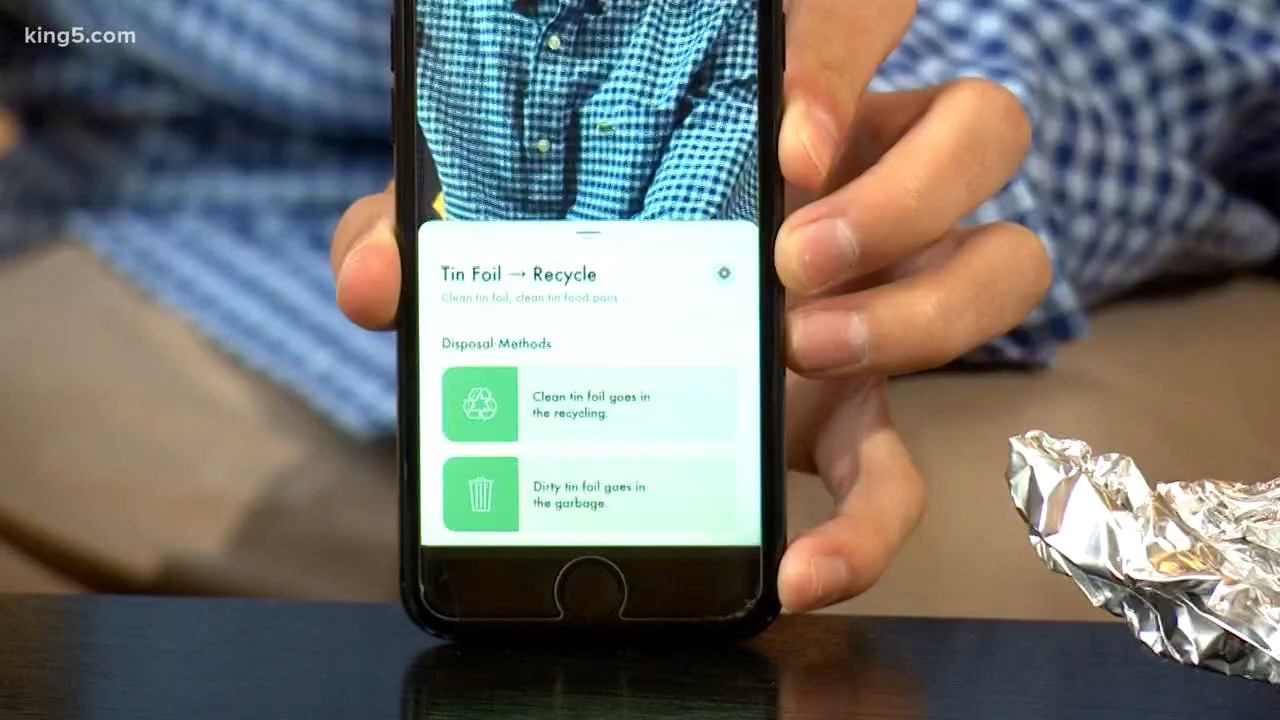 king5.com
Tin Foil → Recycle
Clean tin foil, clean tin food pans
Disposal Methods
Clean tin foil goes in
the recycling.
Dirty tin foil goes in
the garbage.